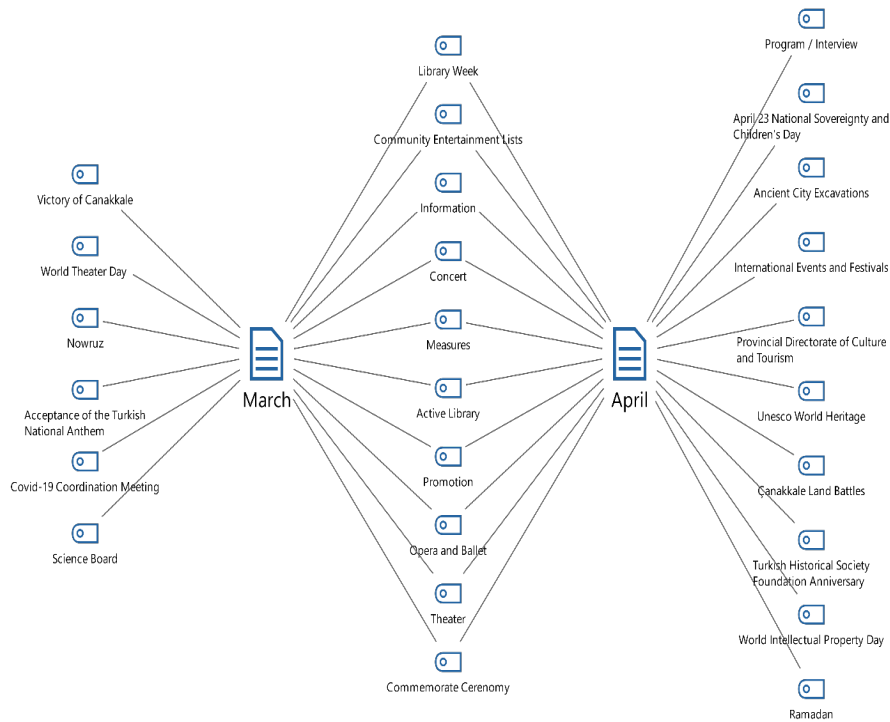 Victory of Canakkale
World Theater Day
Nowruz
Acceptance of the Turkish
National Anthem
Covid-19 Coordination Meeting
Science Board
March
Library Week
Community Entertainment Lists
Information
Concert
Measures
Active Library
Promotion
Opera and Ballet
Theater
Commemorate Cerenomy
April
Program / Interview
April 23 National Sovereignty and
Children's Day
Ancient City Excavations
International Events and Festivals
Provincial Directorate of Culture
and Tourism
Unesco World Heritage
Çanakkale Land Battles
Turkish Historical Society
Foundation Anniversary
World Intellectual Property Day
Ramadan